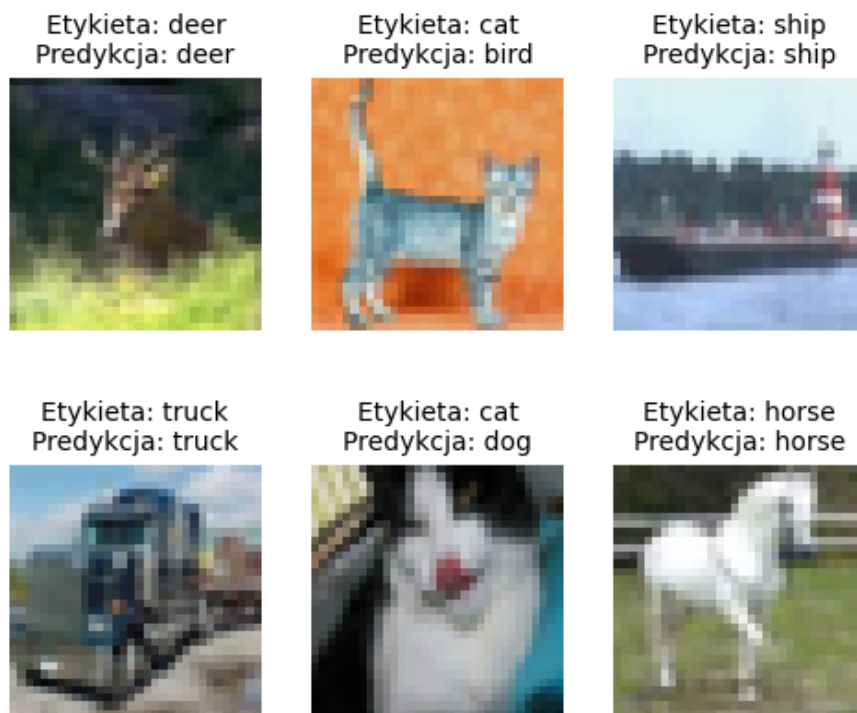 Etykieta: deer
Predykcja: deer
Etykieta: cat
Predykcja: bird
Etykieta: ship
Predykcja: ship
Etykieta: truck
Predykcja: truck
Etykieta: cat
Predykcja: dog
Etykieta: horse
Predykcja: horse